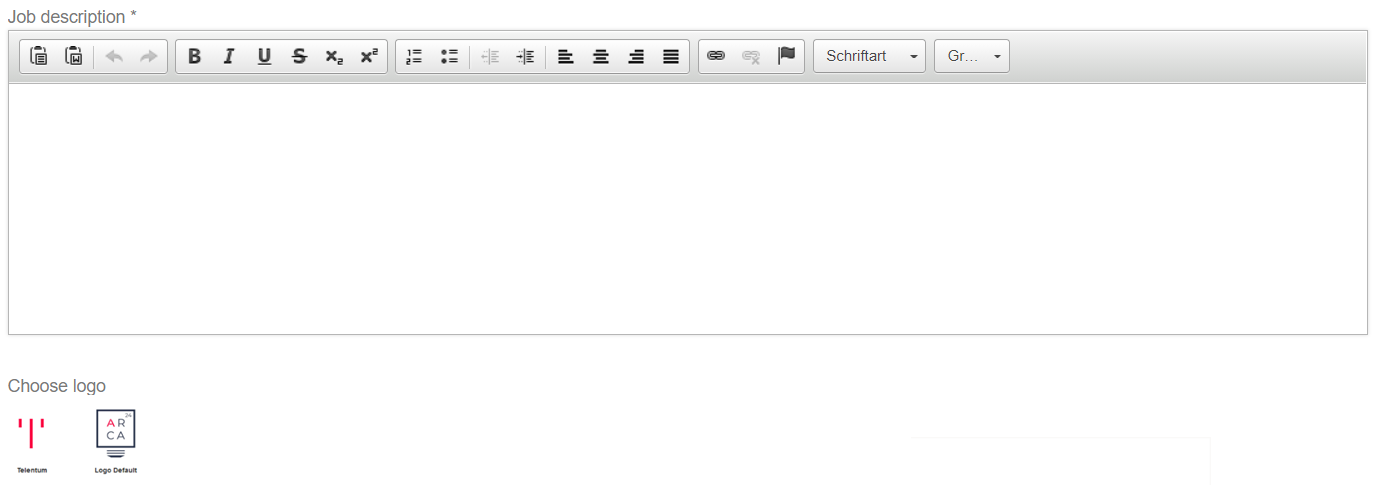 Job description *
Schriftart
Gr...
Choose logo
AR 24
CA
Telentum
Logo Default